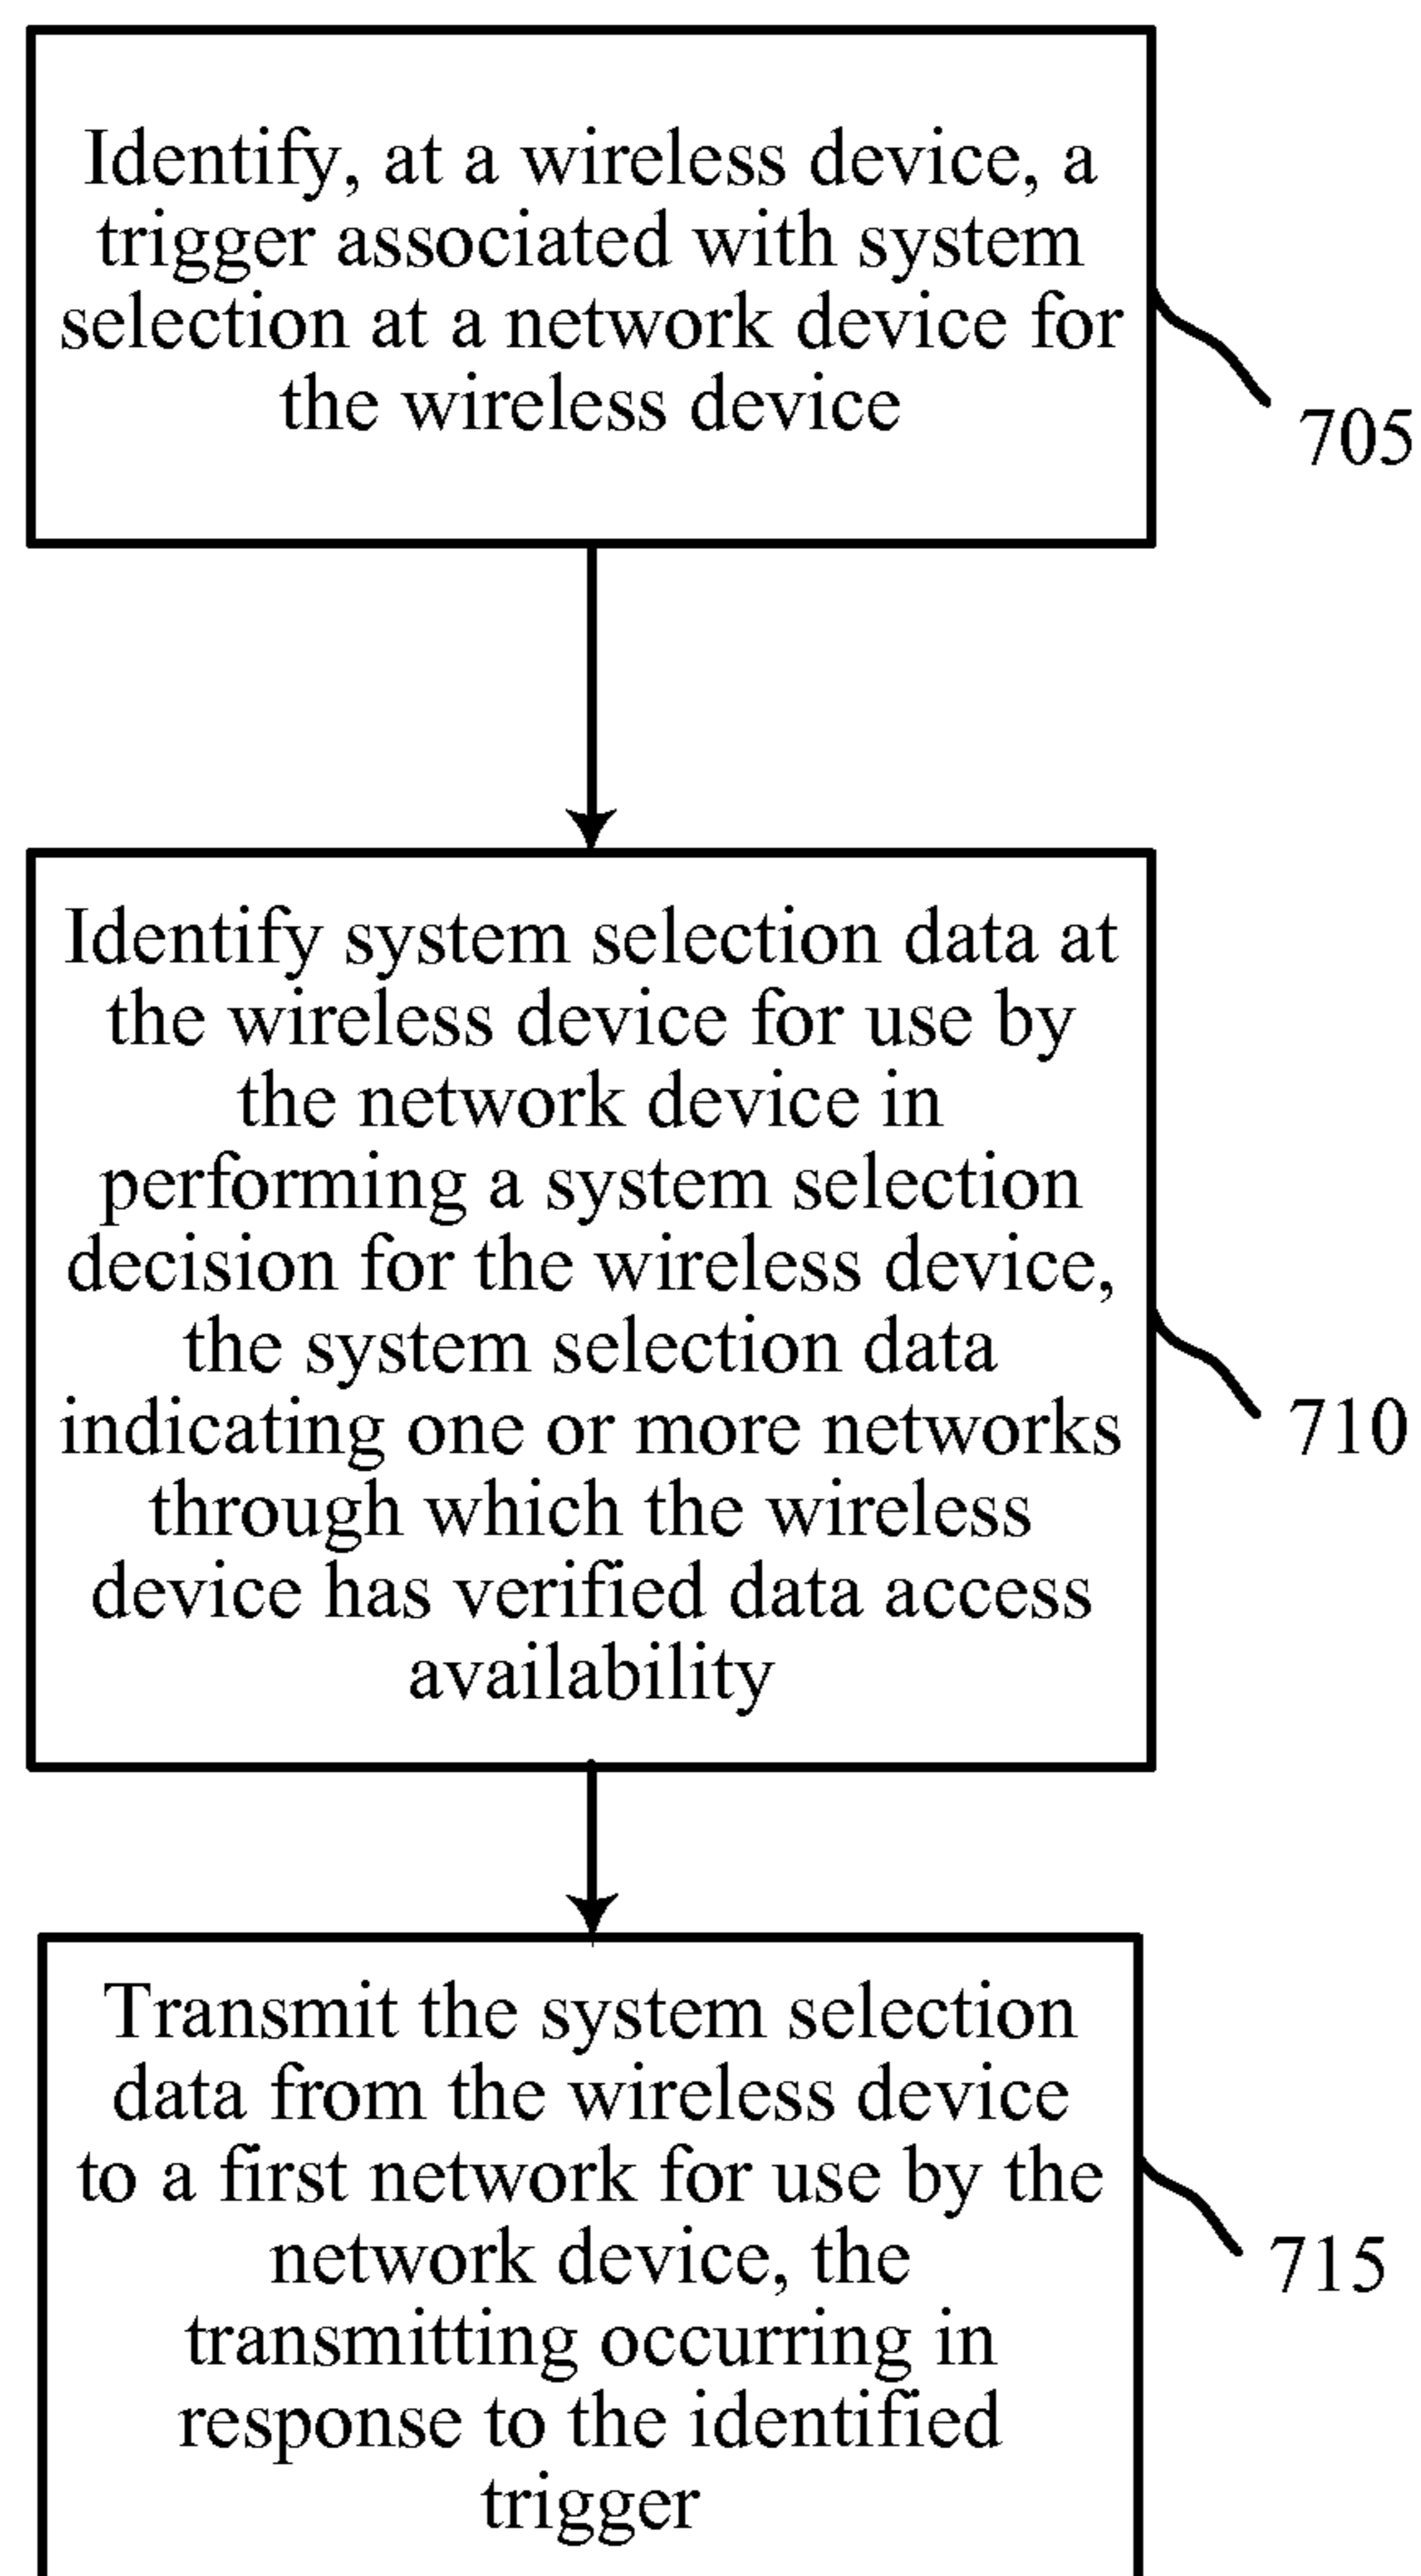 Identify, at a wireless device, a
trigger associated with system
selection at a network device for
the wireless device
705
Identify system selection data at
the wireless device for use by
the network device in
performing a system selection
decision for the wireless device,
the system selection data
indicating one or more networks
through which the wireless
device has verified data access
availability
710
Transmit the system selection
data from the wireless device
to a first network for use by the
network device, the
transmitting occurring in
response to the identified
trigger
715